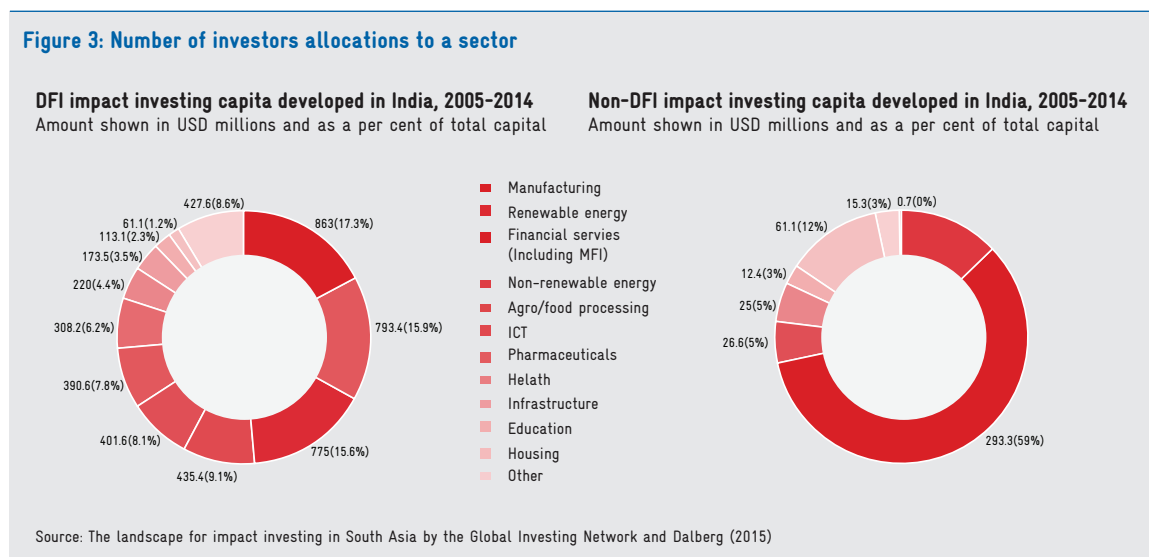 Figure 3: Number of investors allocations to a sector
DFI impact investing capita developed in India, 2005-2014
Amount shown in USD millions and as a per cent of total capital
427.6(8.6%)
61.1(1.2%)
113.1(2.3%)
173.5(3.5%)
220(4.4%)
308.2(6.2%)
390.6(7.8%)
401.6(8.1%)
435.4(9.1%)
775(15.6%)
793.4(15.9%)
863(17.3%)
Manufacturing
Renewable energy
Financial servies
(Including MFI)
Non-renewable energy
Agro/food processing
ICT
Pharmaceuticals
Helath
Infrastructure
Education
Housing
Other
Non-DFI impact investing capita developed in India, 2005-2014
Amount shown in USD millions and as a per cent of total capital
15.3(3%)
0.7(0%)
61.1(12%)
12.4(3%)
25(5%)
26.6(5%)
293.3(59%)
Source: The landscape for impact investing in South Asia by the Global Investing Network and Dalberg (2015)